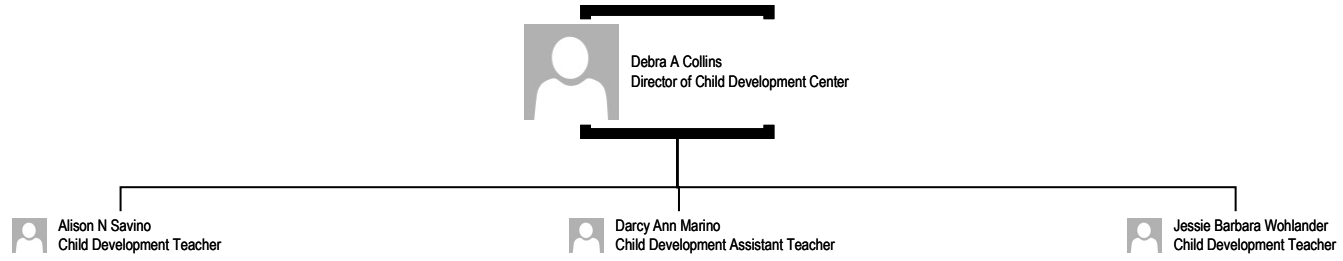 Debra A Collins
Director of Child Development Center
Alison N Savino
Child Development Teacher
Darcy Ann Marino
Child Development Assistant Teacher
Jessie Barbara Wohlander
Child Development Teacher